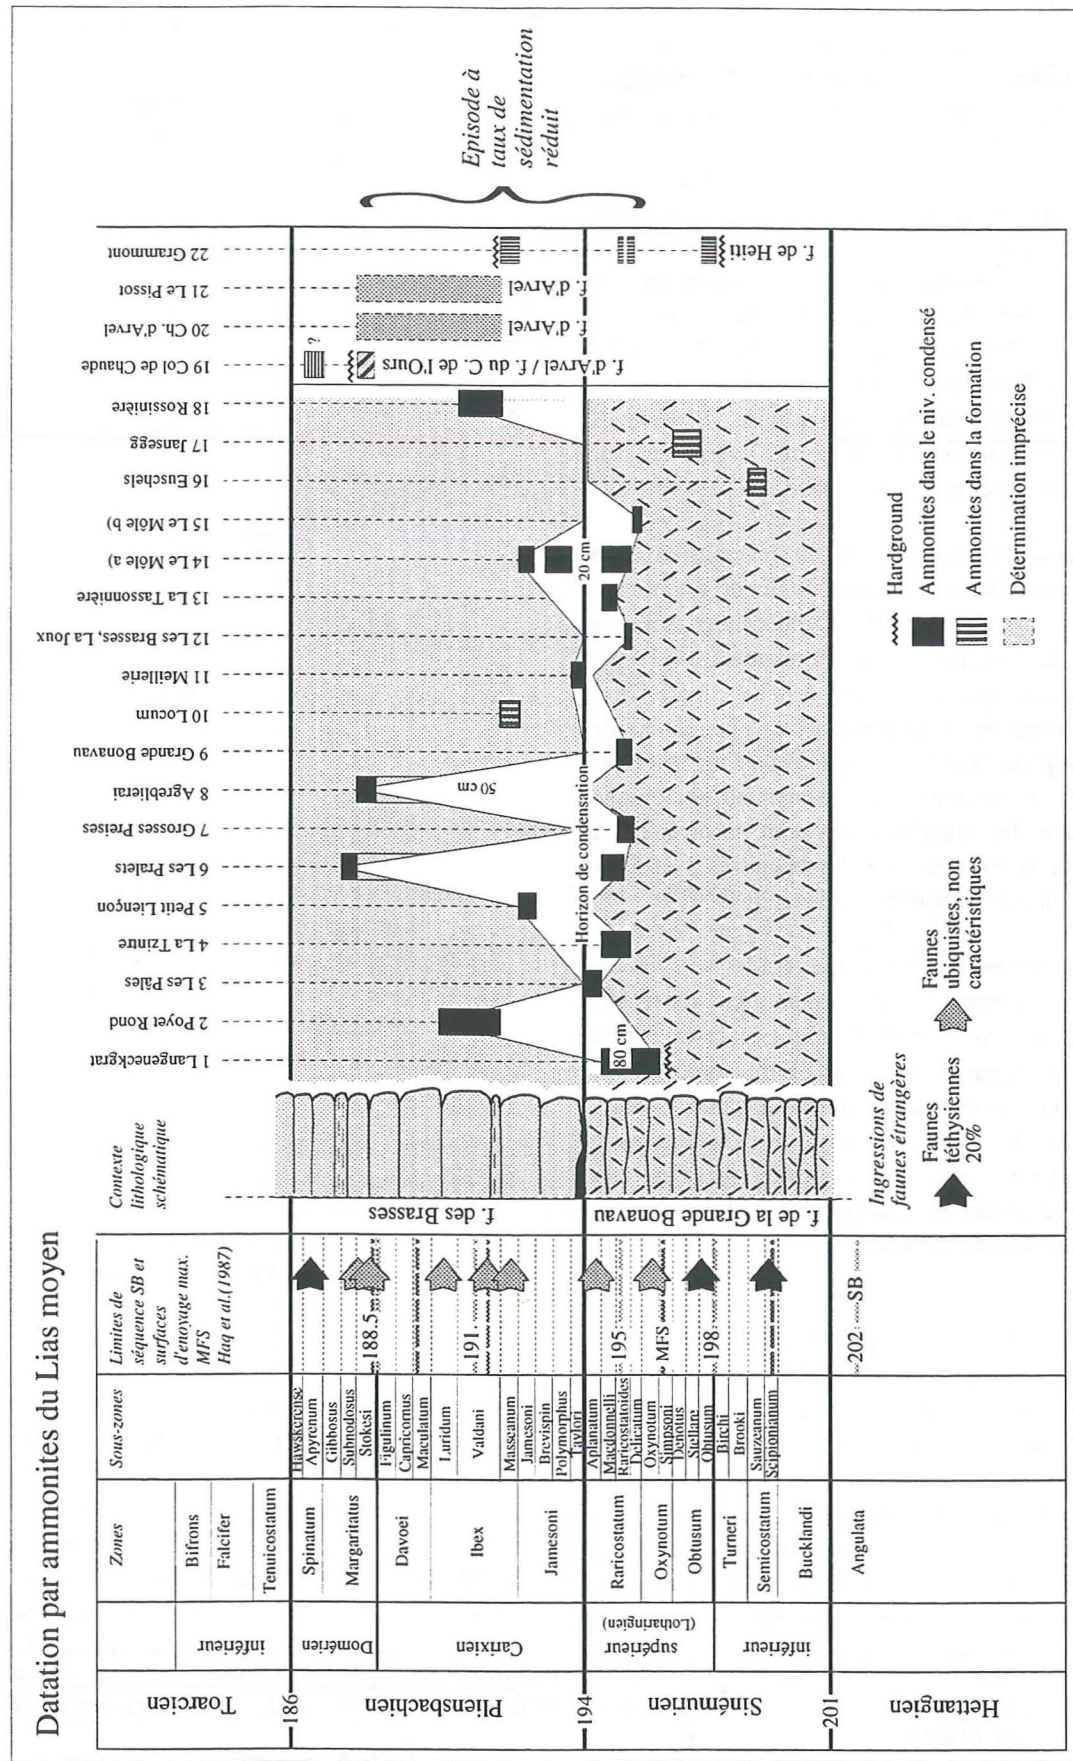 Datation par ammonites du Lias moyen
Zones
Sous-zones
Limites de
séquence SB et
surfaces
d'enoyage max.
MFS
Haq et al.(1987)
Contexte
lithologique
schématique
1 Langeneckgrat
2 Poyet Rond
3 Les Pâles
4 La Tzintre
5 Petit Liençon
6 Les Pralets
7 Grosses Preises
8 Agreblierai
9 Grande Bonavau
10 Locum
11 Meillerie
12 Les Brasses, La Joux
13 La Tassonnière
14 Le Môle a)
15 Le Môle b)
16 Euschels
17 Jansegg
18 Rossinière
19 Col de Chaude
20 Ch. d'Arvel
21 Le Pissot
22 Grammont
Toarcien
inférieur
Bifrons
Falcifer
Tenuicostatum
186
Pliensbachien
Domérien
Carixien
Spinatum
Margaritatus
Davoei
Ibex
Jamesoni
Hawskerense
Apyrenum
Gibbosus
Subnodosus
Stokesi
Figulinum
Capricornus
Maculatum
Luridum
Valdani
Masseanum
Jamesoni
Brevispin
Polymorphus
Taylori
188.5
191
f. des Brasses
194
Sinémurien
supérieur
(Lotharingien)
inférieur
Raricostatum
Oxynotum
Obtusum
Turneri
Semicostatum
Bucklandi
Aplanatum
Macdonnelli
Raricostatoides
Delicatum
Oxynotum
Simpsoni
Denotus
Stellare
Obtusum
Birchi
Brooki
Sauzeanum
Scipionianum
195
MFS
198
f. de la Grande Bonavau
201
Hettangien
Angulata
202
SB
Horizon de condensation
80 cm
50 cm
20 cm
?
f. d'Arvel / f. du C. de l'Ours
f. d'Arvel
f. d'Arvel
f. de Heiti
Episode à
taux de
sédimentation
réduit
Ingressions de
faunes étrangères
Faunes
téthysiennes
20%
Faunes
ubiquistes, non
caractéristiques
Hardground
Ammonites dans le niv. condensé
Ammonites dans la formation
Détermination imprécise